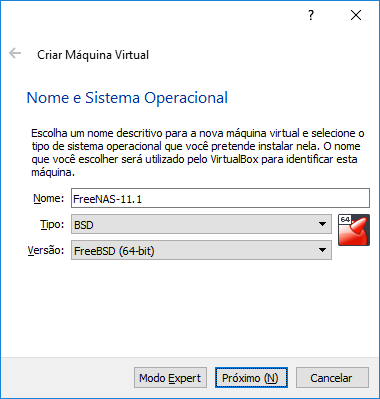 ?
Criar Máquina Virtual
Nome e Sistema Operacional
Escolha um nome descritivo para a nova máquina virtual e selecione o
tipo de sistema operacional que você pretende instalar nela. O nome
que você escolher será utilizado pelo VirtualBox para identificar esta
máquina.
Nome: FreeNAS-11.1
Tipo: BSD
64
Versão: FreeBSD (64-bit)
Modo Expert Próximo (N) Cancelar